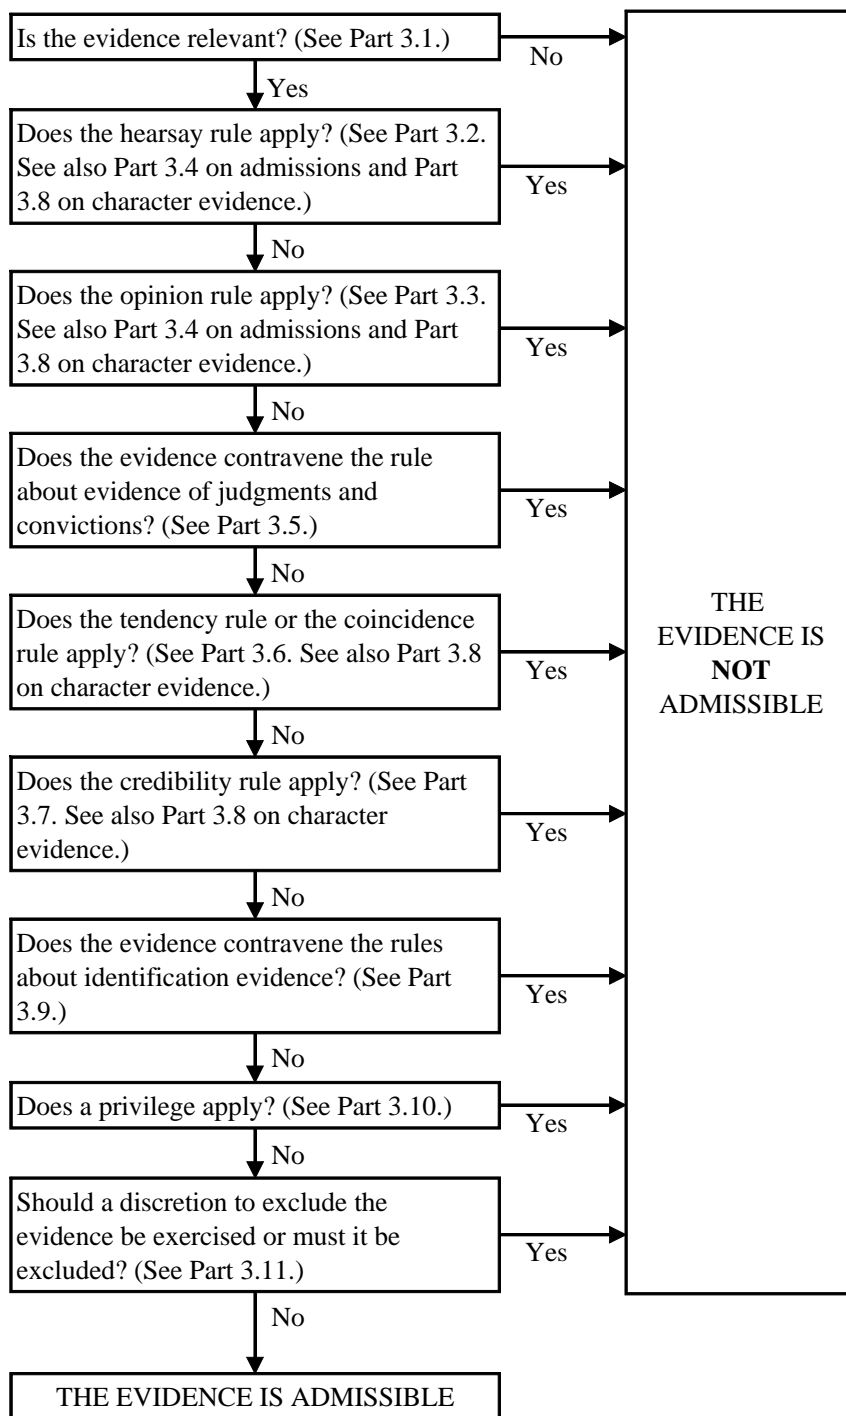 Is the evidence relevant? (See Part 3.1.)
No
Yes
Does the hearsay rule apply? (See Part 3.2.
See also Part 3.4 on admissions and Part
3.8 on character evidence.)
Yes
No
Does the opinion rule apply? (See Part 3.3.
See also Part 3.4 on admissions and Part
3.8 on character evidence.)
Yes
No
Does the evidence contravene the rule
about evidence of judgments and
convictions? (See Part 3.5.)
Yes
No
Does the tendency rule or the coincidence
rule apply? (See Part 3.6. See also Part 3.8
on character evidence.)
Yes
No
Does the credibility rule apply? (See Part
3.7. See also Part 3.8 on character
evidence.)
Yes
No
Does the evidence contravene the rules
about identification evidence? (See Part
3.9.)
Yes
No
Does a privilege apply? (See Part 3.10.)
Yes
No
Should a discretion to exclude the
evidence be exercised or must it be
excluded? (See Part 3.11.)
Yes
No
THE EVIDENCE IS ADMISSIBLE
THE
EVIDENCE IS
NOT
ADMISSIBLE